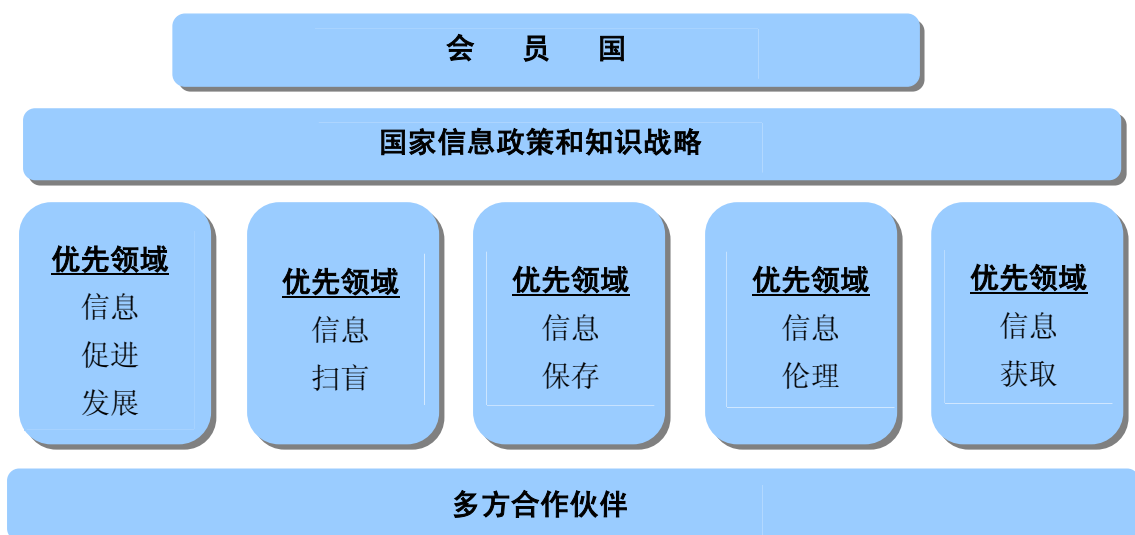 会 员 国
国家信息政策和知识战略
优先领域
信息
促进
发展
优先领域
信息
扫盲
优先领域
信息
保存
优先领域
信息
伦理
优先领域
信息
获取
多方合作伙伴